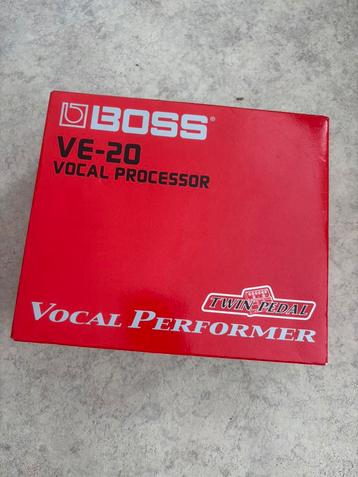 BOSS®
VE-20
VOCAL PROCESSOR
TWIN PEDAL
VOCAL PERFORMER